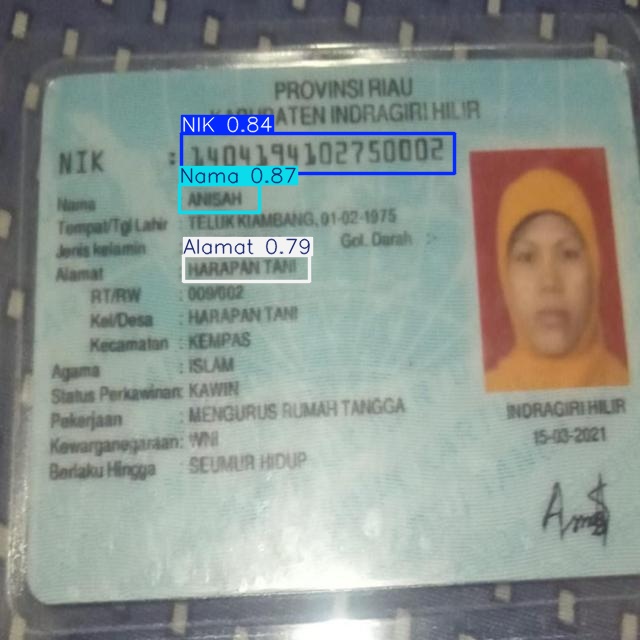 PROVINSI RIAU
KABUPATEN INDRAGIRI HILIR
NIK 0.84
NIK : 1404194102750002
Nama 0.87
Nama ANISAH
Tempat/Tgl Lahir : TELUK KIAMBANG, 01-02-1975
Jenis kelamin Gol. Darah :-
Alamat 0.79
Alamat HARAPAN TANI
RT/RW : 009/002
Kel/Desa : HARAPAN TANI
Kecamatan : KEMPAS
Agama : ISLAM
Status Perkawinan: KAWIN
Pekerjaan : MENGURUS RUMAH TANGGA
Kewarganegaraan: WNI
Berlaku Hingga : SEUMUR HIDUP
INDRAGIRI HILIR
15-03-2021